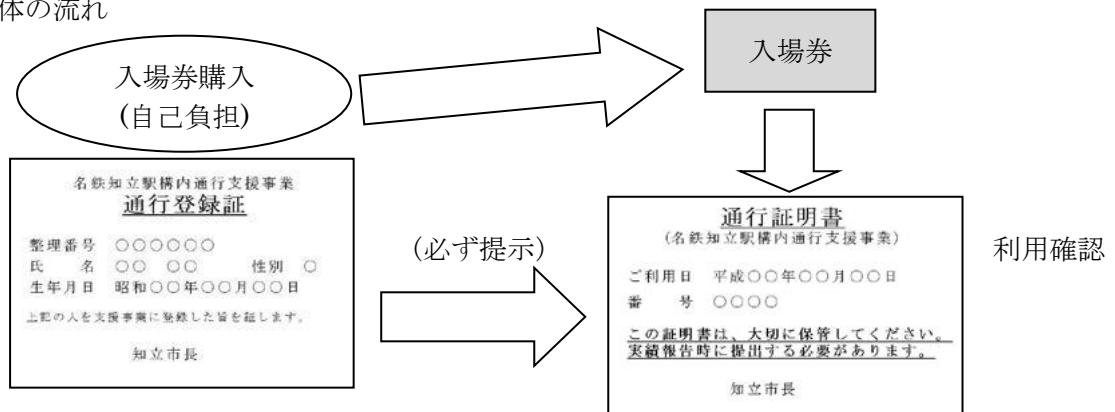 体の流れ
入場券購入
(自己負担)
入場券
名鉄知立駅構内通行支援事業
通行登録証
整理番号 ○○○○○○
氏 名 ○○ ○○ 性別 ○
生年月日 昭和○○年○○月○○日
上記の人を支援事業に登録した旨を証します。
知立市長
(必ず提示)
通行証明書
(名鉄知立駅構内通行支援事業)
ご利用日 平成○○年○○月○○日
番 号 ○○○○
この証明書は、大切に保管してください。
実績報告時に提出する必要があります。
知立市長
利用確認